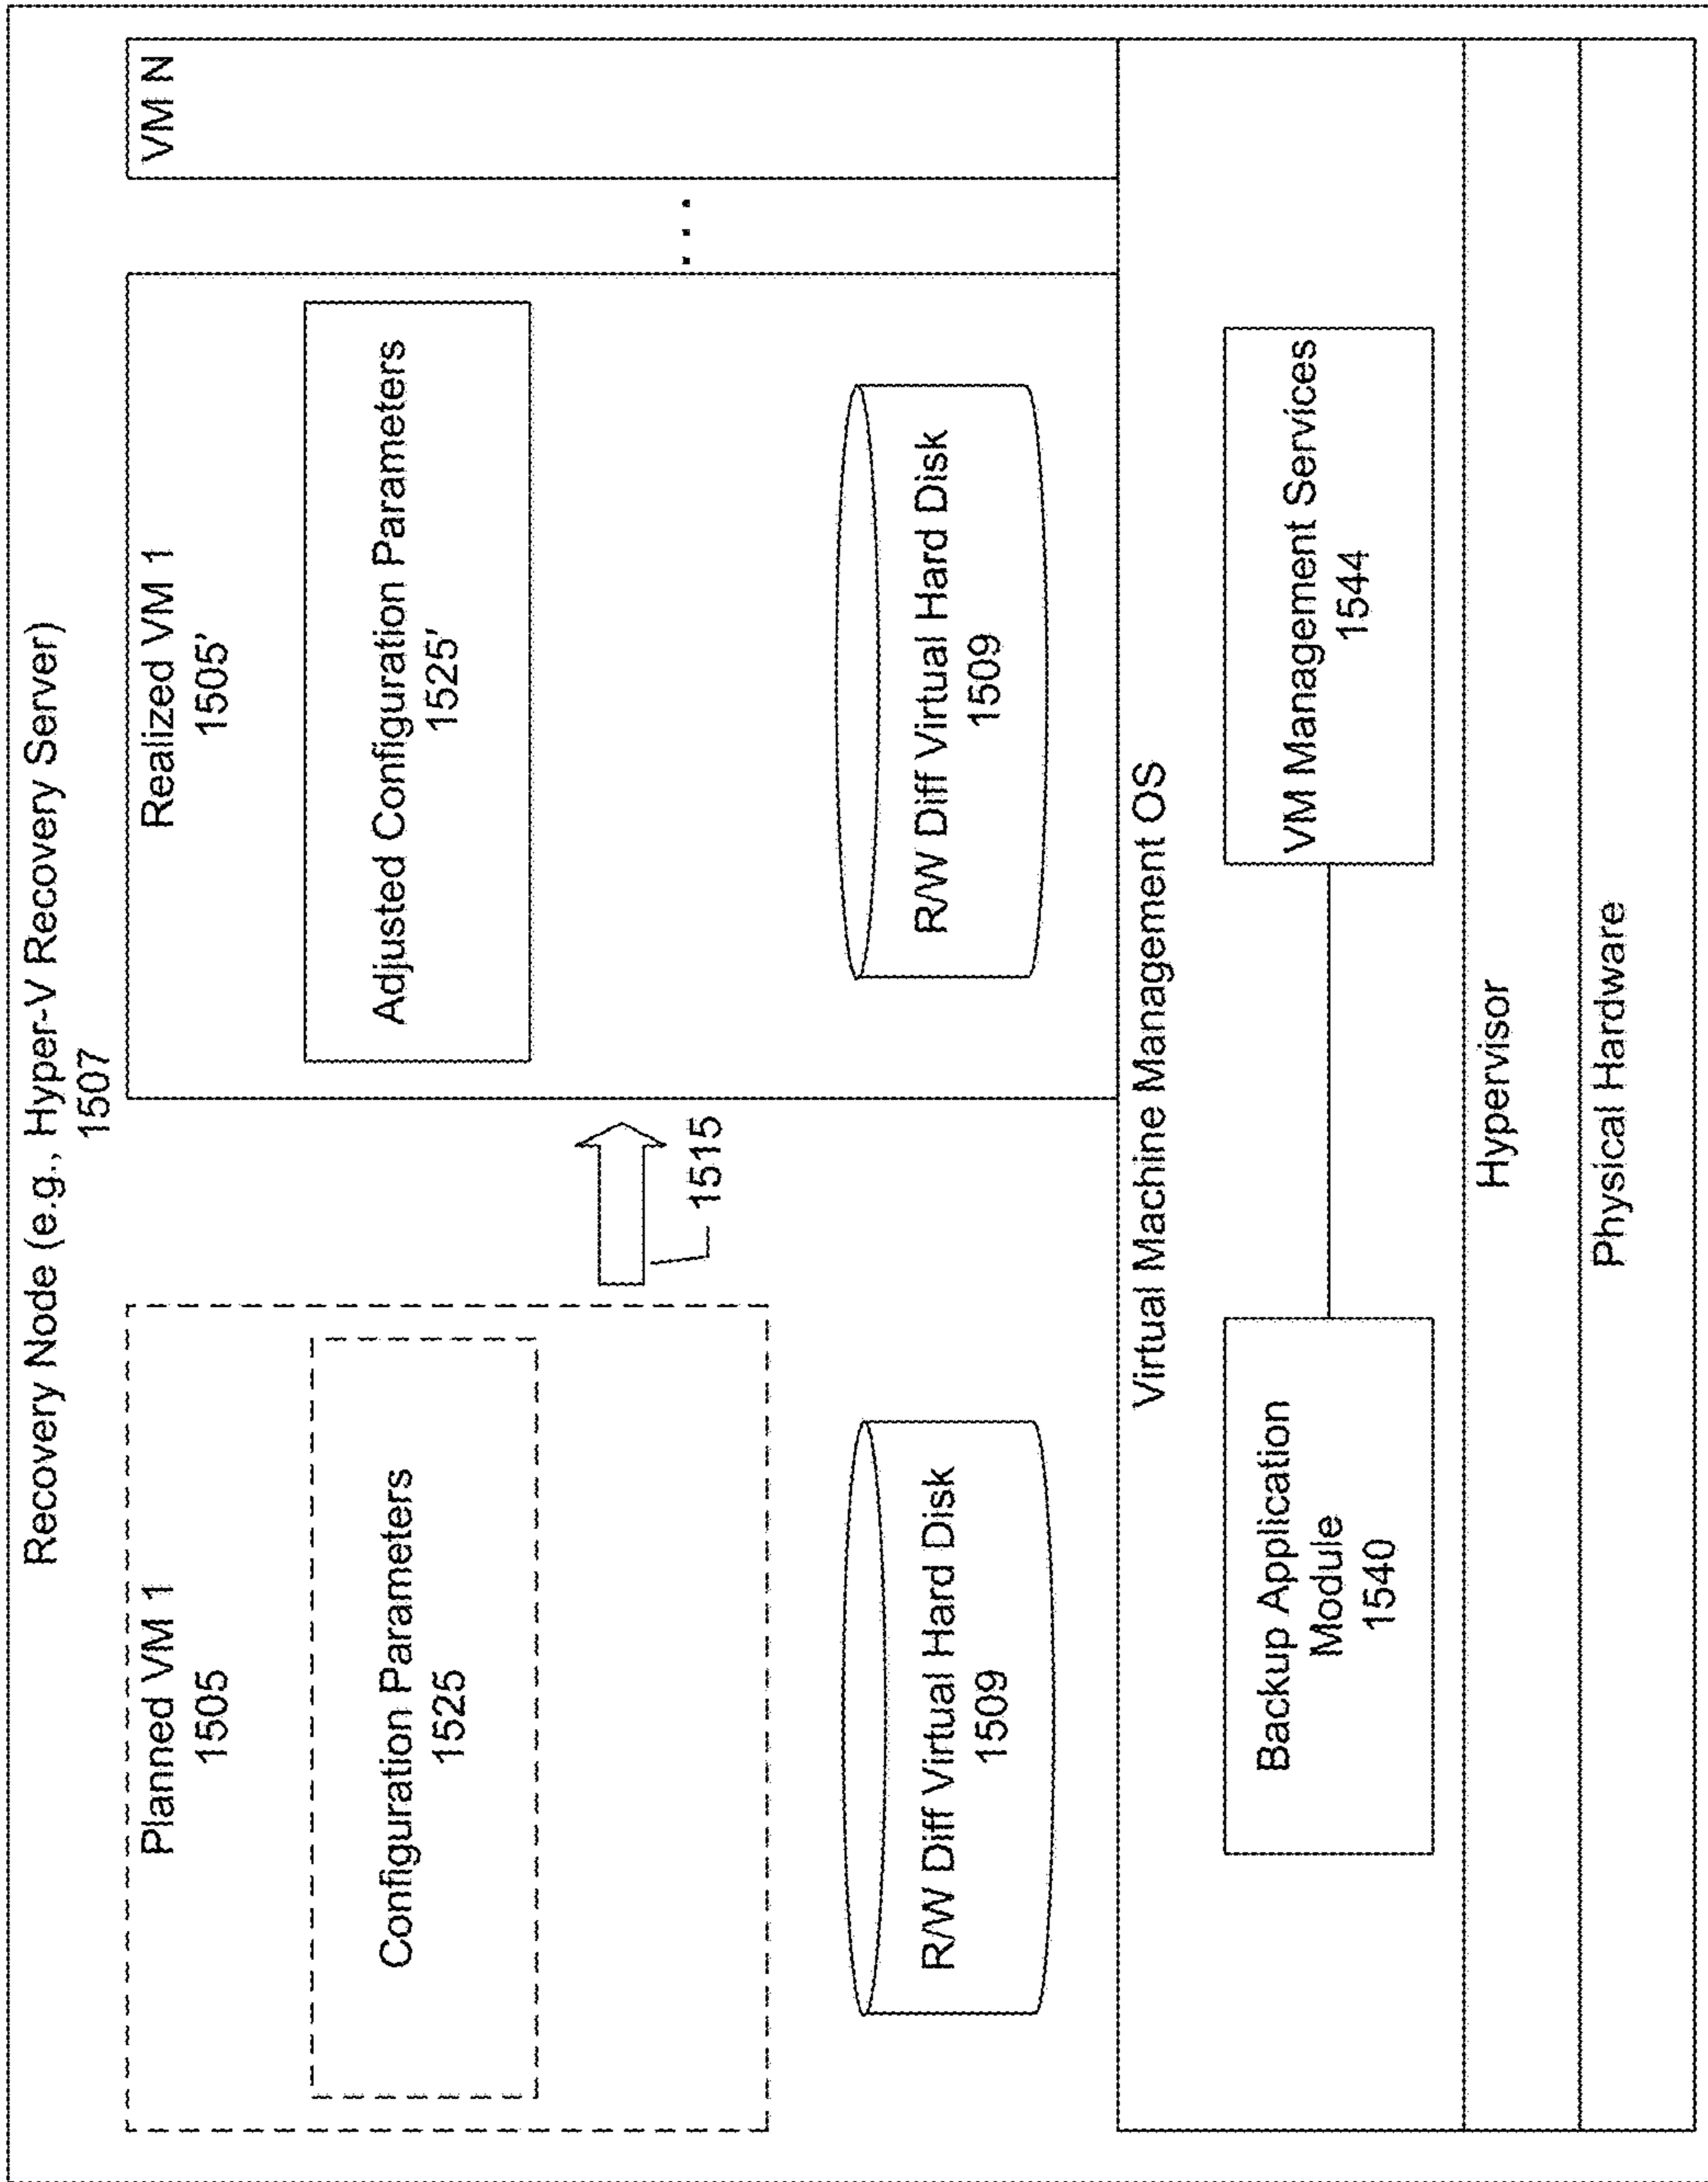 Recovery Node (e.g., Hyper-V Recovery Server)
1507
Planned VM 1
1505
Configuration Parameters
1525
R/W Diff Virtual Hard Disk
1509
1515
Realized VM 1
1505'
Adjusted Configuration Parameters
1525'
R/W Diff Virtual Hard Disk
1509
. . .
VM N
Virtual Machine Management OS
Backup Application
Module
1540
VM Management Services
1544
Hypervisor
Physical Hardware